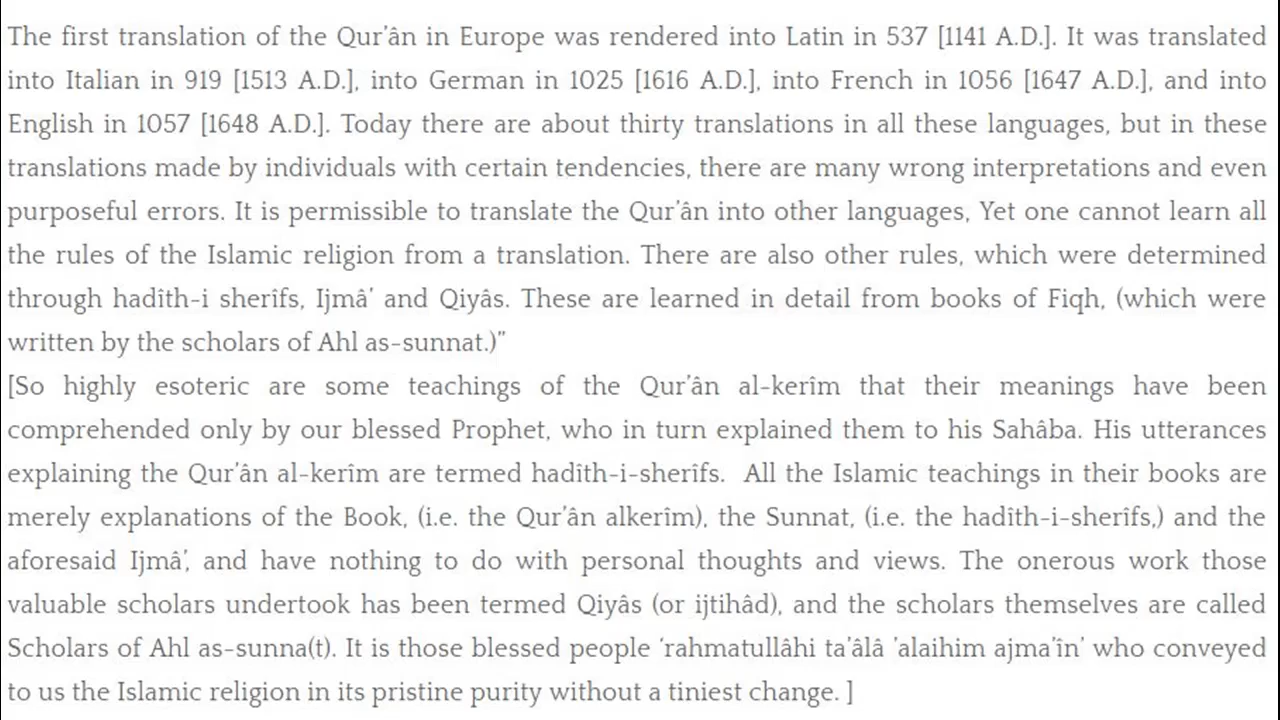 The first translation of the Qur'ân in Europe was rendered into Latin in 537 [1141 A.D.]. It was translated
into Italian in 919 [1513 A.D.], into German in 1025 [1616 A.D.], into French in 1056 [1647 A.D.], and into
English in 1057 [1648 A.D.]. Today there are about thirty translations in all these languages, but in these
translations made by individuals with certain tendencies, there are many wrong interpretations and even
purposeful errors. It is permissible to translate the Qur'ân into other languages, Yet one cannot learn all
the rules of the Islamic religion from a translation. There are also other rules, which were determined
through hadîth-i sherîfs, Ijmâ' and Qiyâs. These are learned in detail from books of Fiqh, (which were
written by the scholars of Ahl as-sunnat.)"
[So highly esoteric are some teachings of the Qur'ân al-kerîm that their meanings have been
comprehended only by our blessed Prophet, who in turn explained them to his Sahâba. His utterances
explaining the Qur'ân al-kerîm are termed hadîth-i-sherîfs. All the Islamic teachings in their books are
merely explanations of the Book, (i.e. the Qur'ân alkerîm), the Sunnat, (i.e. the hadîth-i-sherîfs,) and the
aforesaid Ijmâ', and have nothing to do with personal thoughts and views. The onerous work those
valuable scholars undertook has been termed Qiyâs (or ijtihâd), and the scholars themselves are called
Scholars of Ahl as-sunna(t). It is those blessed people 'rahmatullâhi ta'âlâ 'alaihim ajma'în' who conveyed
to us the Islamic religion in its pristine purity without a tiniest change. ]